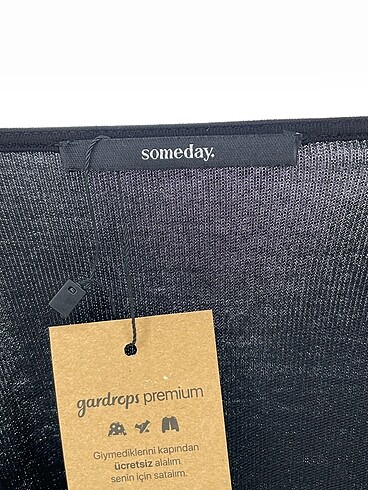 someday.
gardrops premium
Giymediklerini kapından
ücretsiz alalım
senin için satalım.